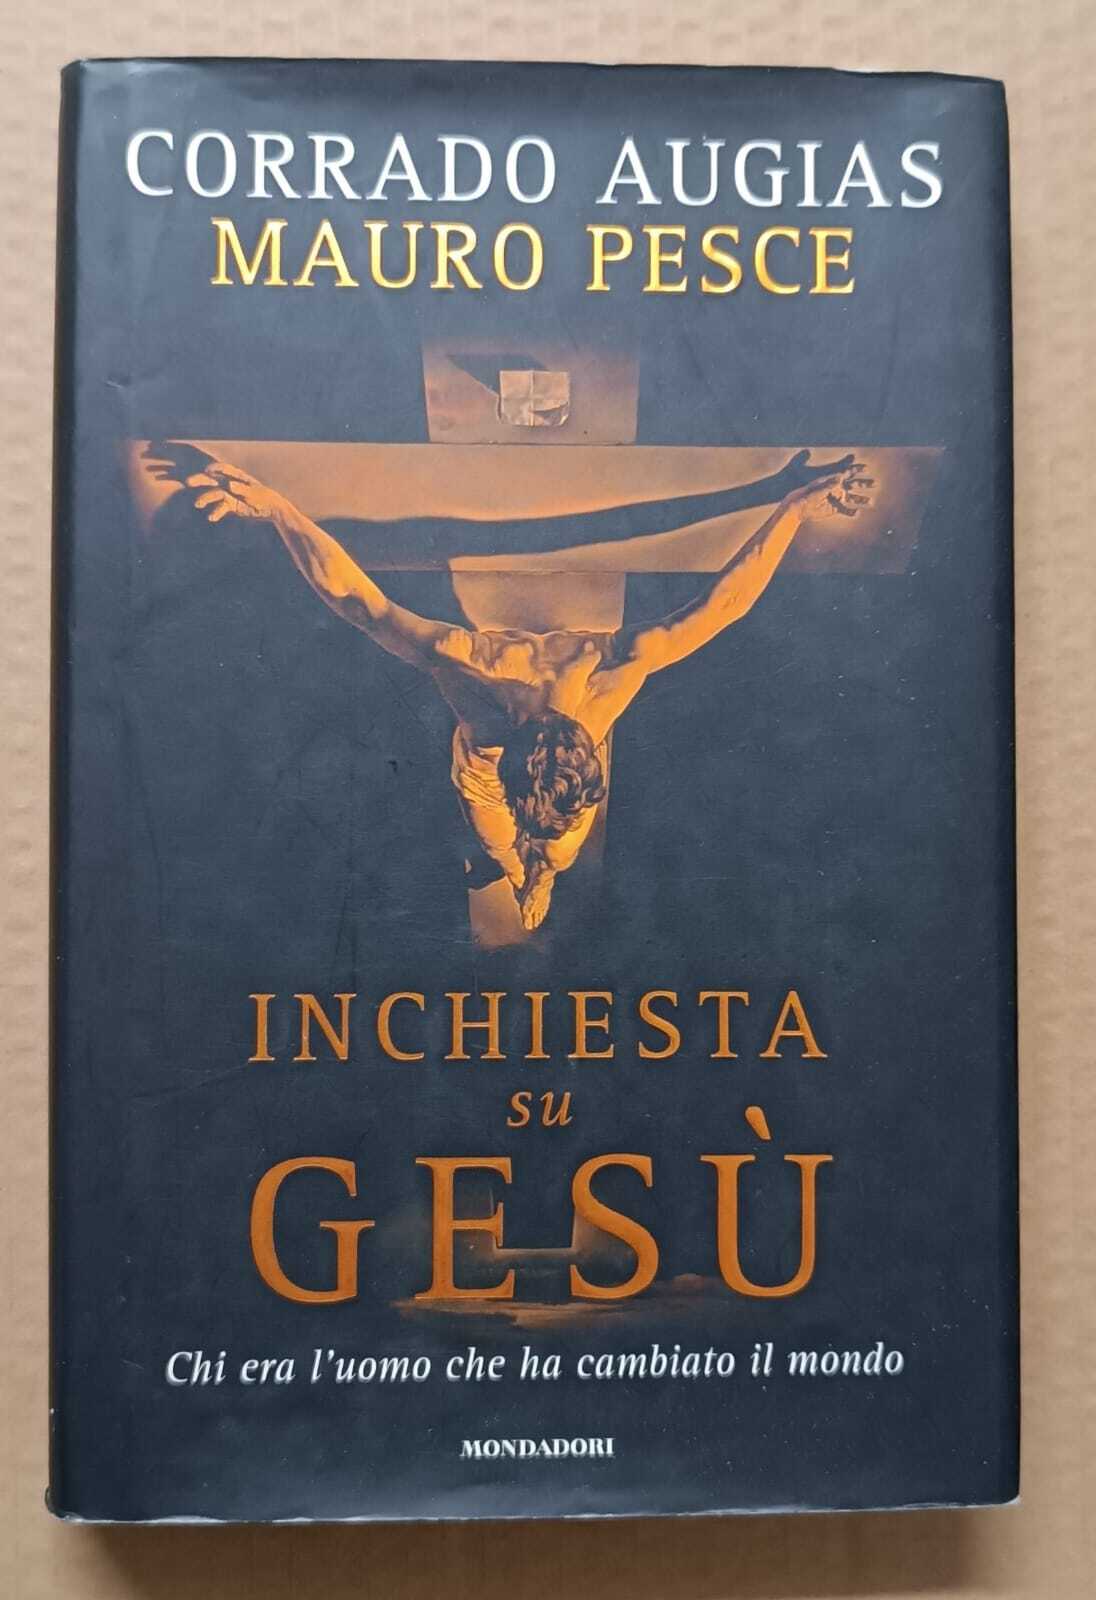 CORRADO AUGIAS
MAURO PESCE
INCHIESTA
su
GESÙ
Chi era l'uomo che ha cambiato il mondo
MONDADORI